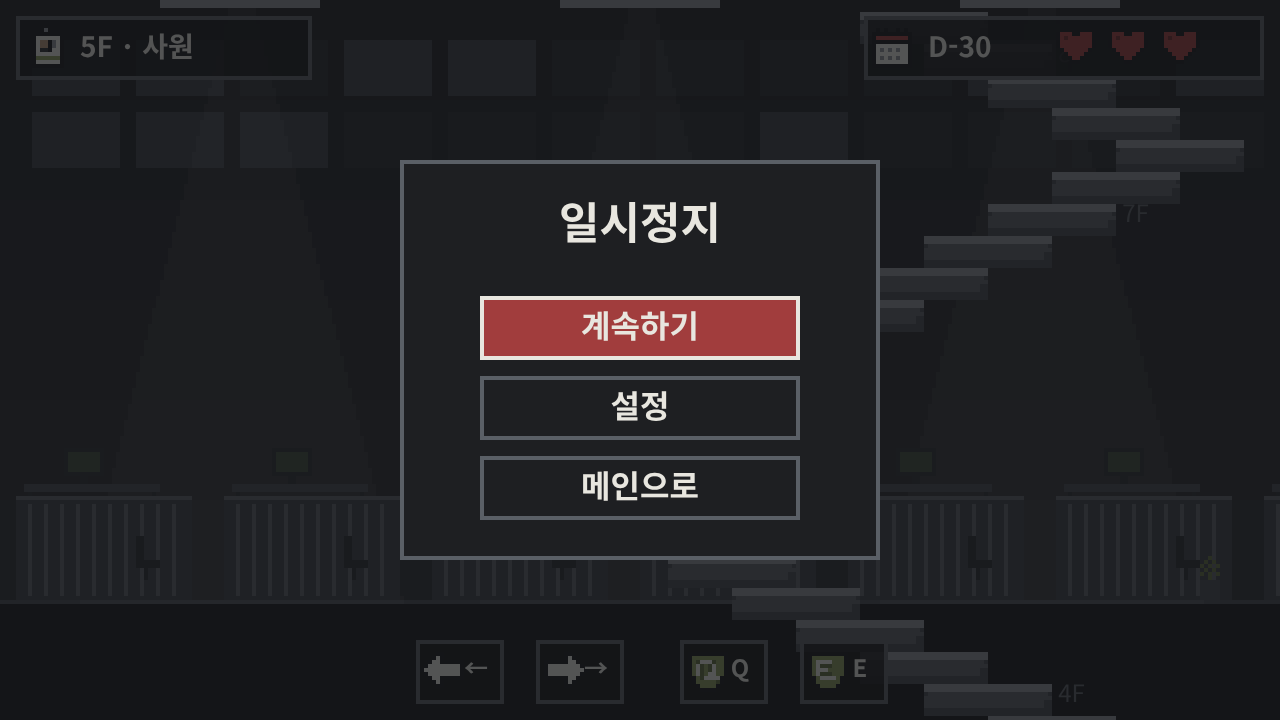 5F · 사원
D-30
7F
일시정지
계속하기
설정
메인으로
← → Q Q E E
4F